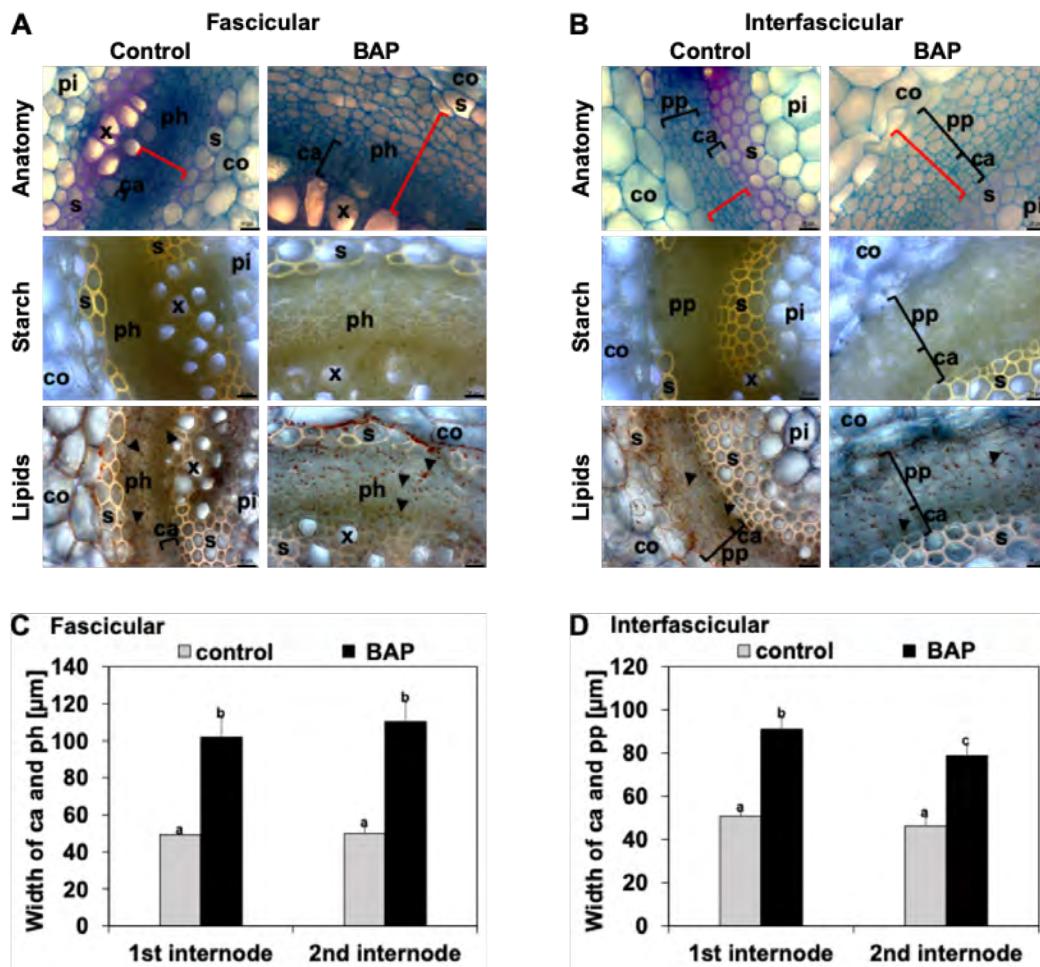 A Fascicular
Control BAP
B Interfascicular
Control BAP
Anatomy
pi x ph s co ca s
co s ca ph x
Anatomy
pp pi ca s co
co pp ca s pi
Starch
s pi s x ph co
s ph x
Starch
s pp pi co s x
co pp ca s
Lipids
ph x co pi ca s s
s co ph x s
Lipids
s pi s ca co pp
co pp ca s
C Fascicular
control BAP
Width of ca and ph [µm]
140
120
100
80
60
40
20
0
a b a b
1st internode 2nd internode
D Interfascicular
control BAP
Width of ca and pp [µm]
120
100
80
60
40
20
0
a b a c
1st internode 2nd internode